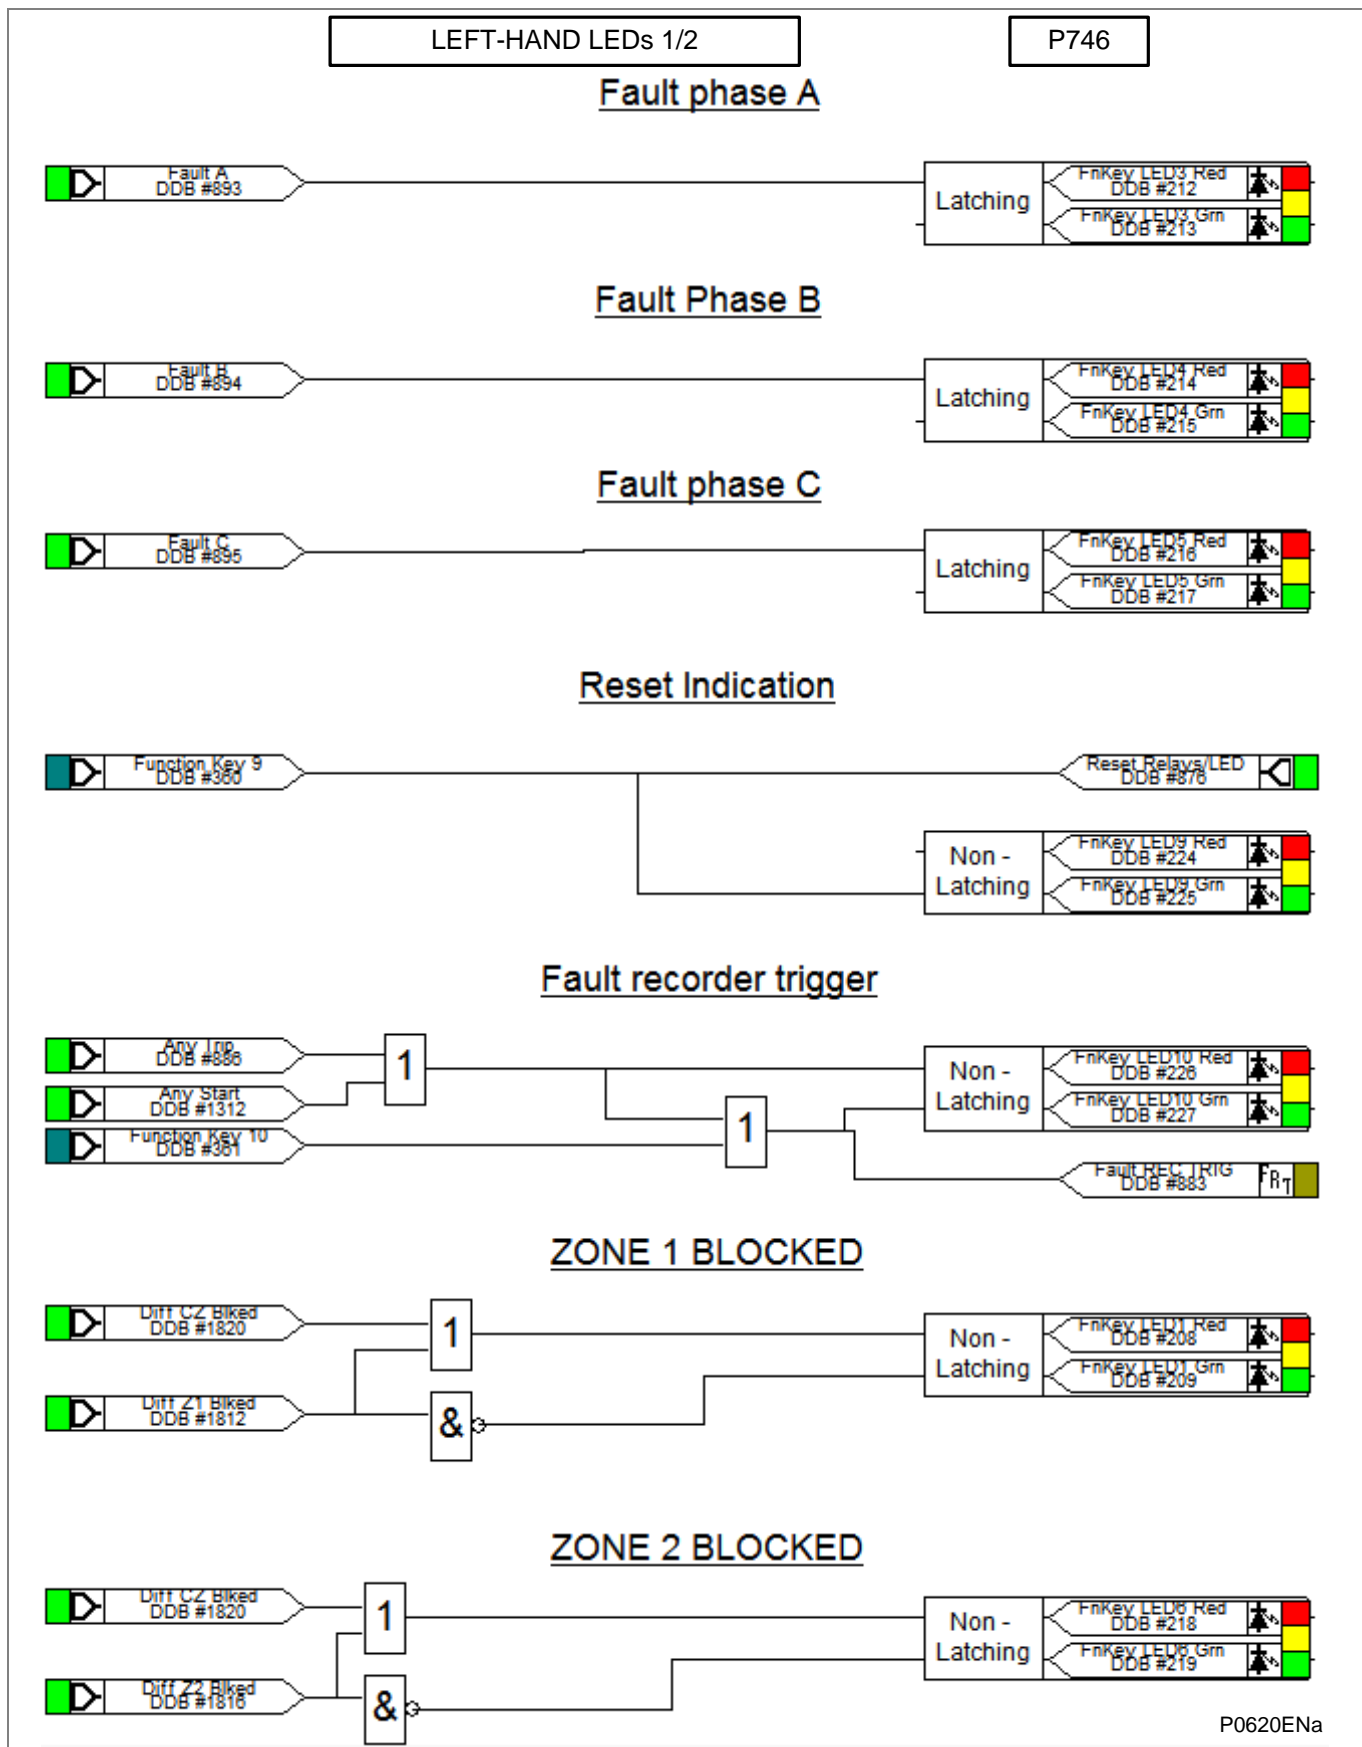 LEFT-HAND LEDs 1/2
P746
Fault phase A
Fault A
DDB #893
Latching
FnKey LED3 Red
DDB #212
FnKey LED3 Grn
DDB #213
Fault Phase B
Fault B
DDB #894
Latching
FnKey LED4 Red
DDB #214
FnKey LED4 Grn
DDB #215
Fault phase C
Fault C
DDB #895
Latching
FnKey LED5 Red
DDB #216
FnKey LED5 Grn
DDB #217
Reset Indication
Function Key 9
DDB #360
Reset Relays/LED
DDB #876
Non -
Latching
FnKey LED9 Red
DDB #224
FnKey LED9 Grn
DDB #225
Fault recorder trigger
Any Trip
DDB #886
Any Start
DDB #1312
Function Key 10
DDB #361
1
1
Non -
Latching
FnKey LED10 Red
DDB #226
FnKey LED10 Grn
DDB #227
Fault REC TRIG
DDB #883
FRT
ZONE 1 BLOCKED
Diff CZ Blked
DDB #1820
Diff Z1 Blked
DDB #1812
1
&
Non -
Latching
FnKey LED1 Red
DDB #208
FnKey LED1 Grn
DDB #209
ZONE 2 BLOCKED
Diff CZ Blked
DDB #1820
Diff Z2 Blked
DDB #1816
1
&
Non -
Latching
FnKey LED6 Red
DDB #218
FnKey LED6 Grn
DDB #219
P0620ENa